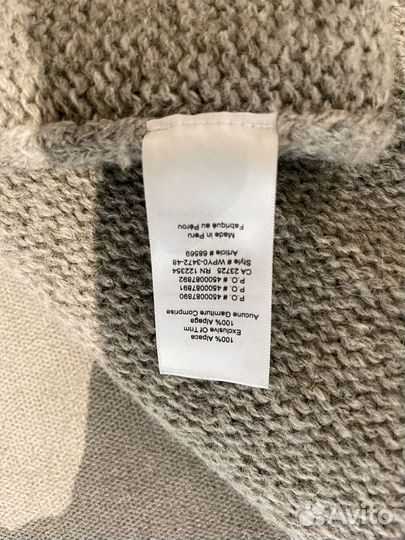 100% Alpaca
Exclusive Of Trim
100% Alpaga
Aucune Garniture Comprise
P.O. # 4500087890
P.O. # 4500087891
P.O. # 4500087892
CA 23725 RN 122354
Style # WPY0-3472-48
Article # 68569
Made in Peru
Fabriqué au Pérou
Avito